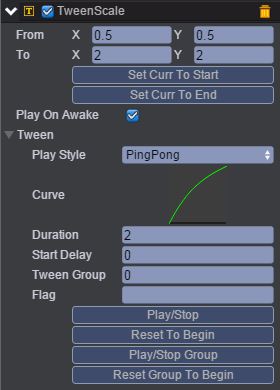 T TweenScale
From X 0.5 Y 0.5
To X 2 Y 2
Set Curr To Start
Set Curr To End
Play On Awake
Tween
Play Style PingPong
Curve
Duration 2
Start Delay 0
Tween Group 0
Flag
Play/Stop
Reset To Begin
Play/Stop Group
Reset Group To Begin